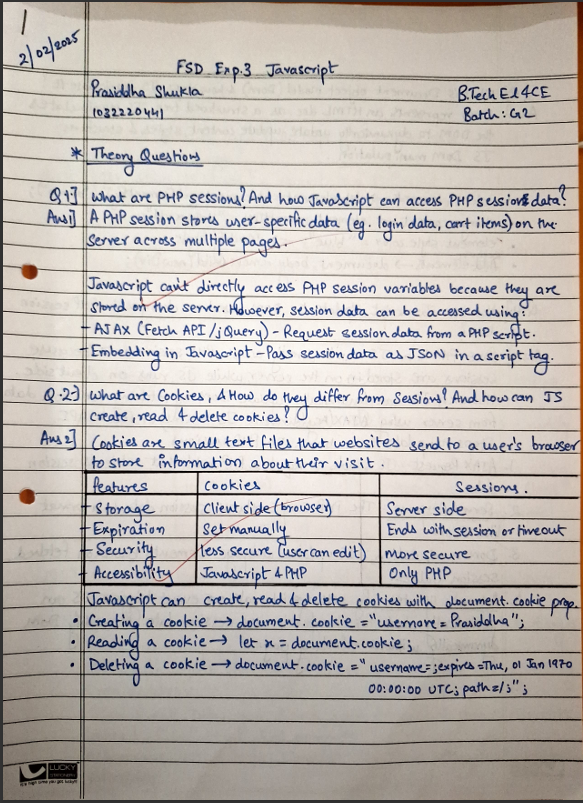 1
2/02/2025
FSD Exp.3 Javascript
Prasiddha Shukla B.Tech E14CE
1032220441 Batch: G2
* Theory Questions
Q.1] What are PHP sessions? And how Javascript can access PHP sessions data?
Ans1] A PHP session stores user-specific data (eg. login data, cart items) on the
server across multiple pages.
Javascript can't directly access PHP session variables because they are
stored on the server. However, session data can be accessed using:
- AJAX (Fetch API/jQuery) - Request session data from a PHP script.
- Embedding in Javascript - Pass session data as JSON in a script tag.
Q.2] What are Cookies, & How do they differ from Sessions? And how can JS
create, read & delete cookies?
Ans2] Cookies are small text files that websites send to a user's browser
to store information about their visit.
Features Cookies Sessions.
- Storage Client side (browser) Server side
- Expiration Set manually Ends with session or timeout
- Security less secure (user can edit) more secure
- Accessibility Javascript & PHP Only PHP
Javascript can create, read & delete cookies with document.cookie prop.
• Creating a cookie → document.cookie = "username = Prasiddha";
• Reading a cookie → let x = document.cookie;
• Deleting a cookie → document.cookie = "username=;expires=Thu, 01 Jan 1970
00:00:00 UTC; path=/;";
LUCKY